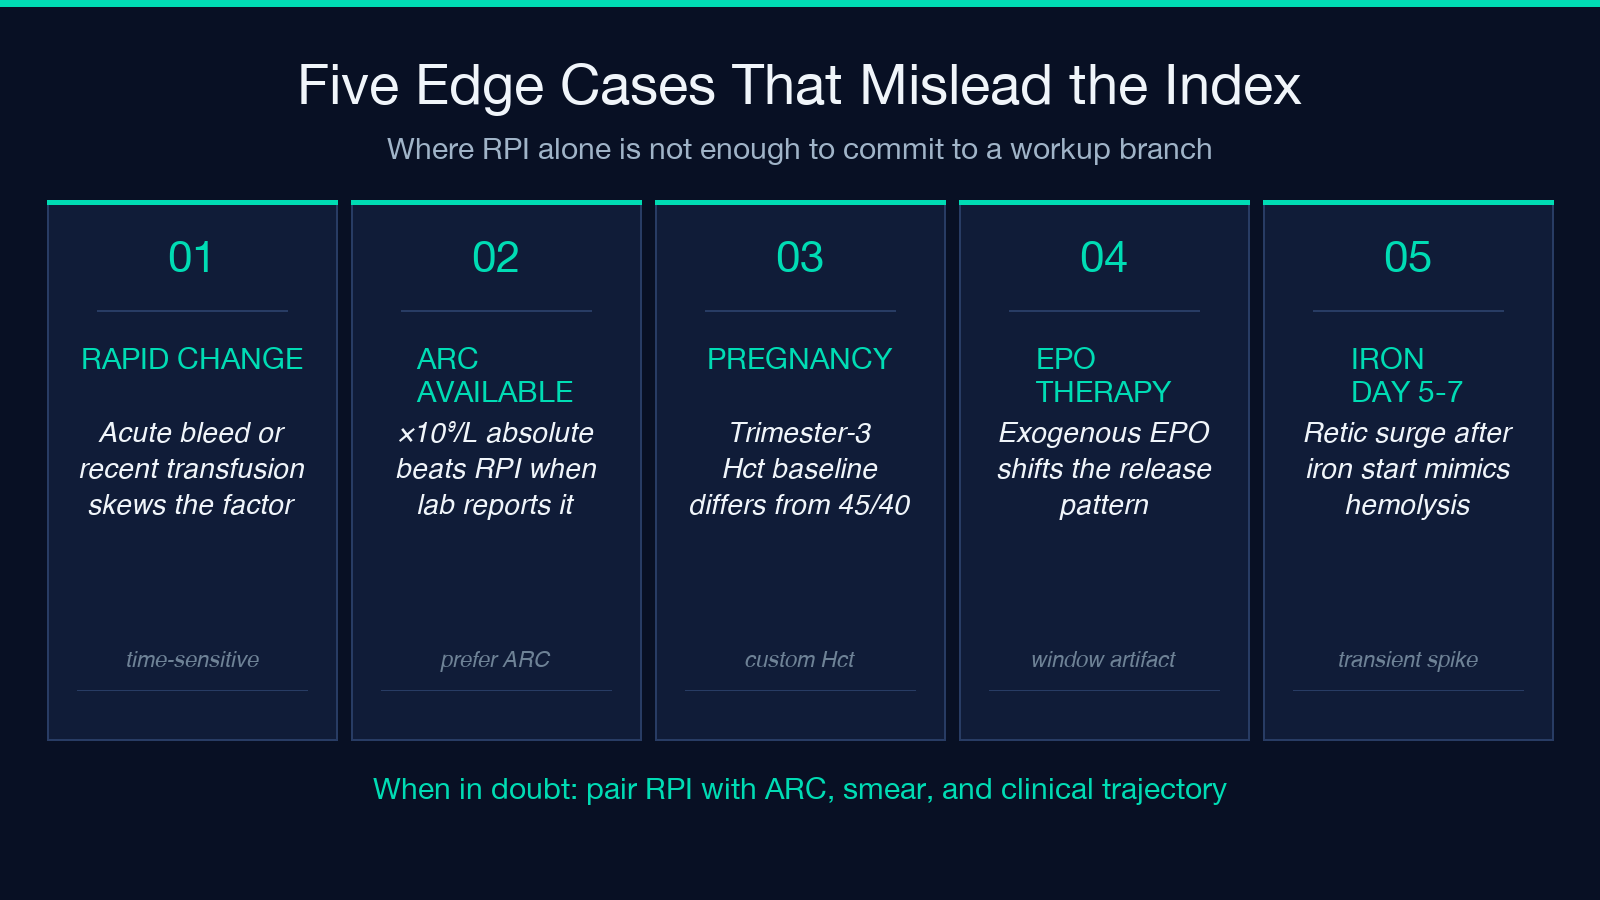 Five Edge Cases That Mislead the Index
Where RPI alone is not enough to commit to a workup branch
01
RAPID CHANGE
Acute bleed or
recent transfusion
skews the factor
time-sensitive
02
ARC
AVAILABLE
×10⁹/L absolute
beats RPI when
lab reports it
prefer ARC
03
PREGNANCY
Trimester-3
Hct baseline
differs from 45/40
custom Hct
04
EPO
THERAPY
Exogenous EPO
shifts the release
pattern
window artifact
05
IRON
DAY 5-7
Retic surge after
iron start mimics
hemolysis
transient spike
When in doubt: pair RPI with ARC, smear, and clinical trajectory